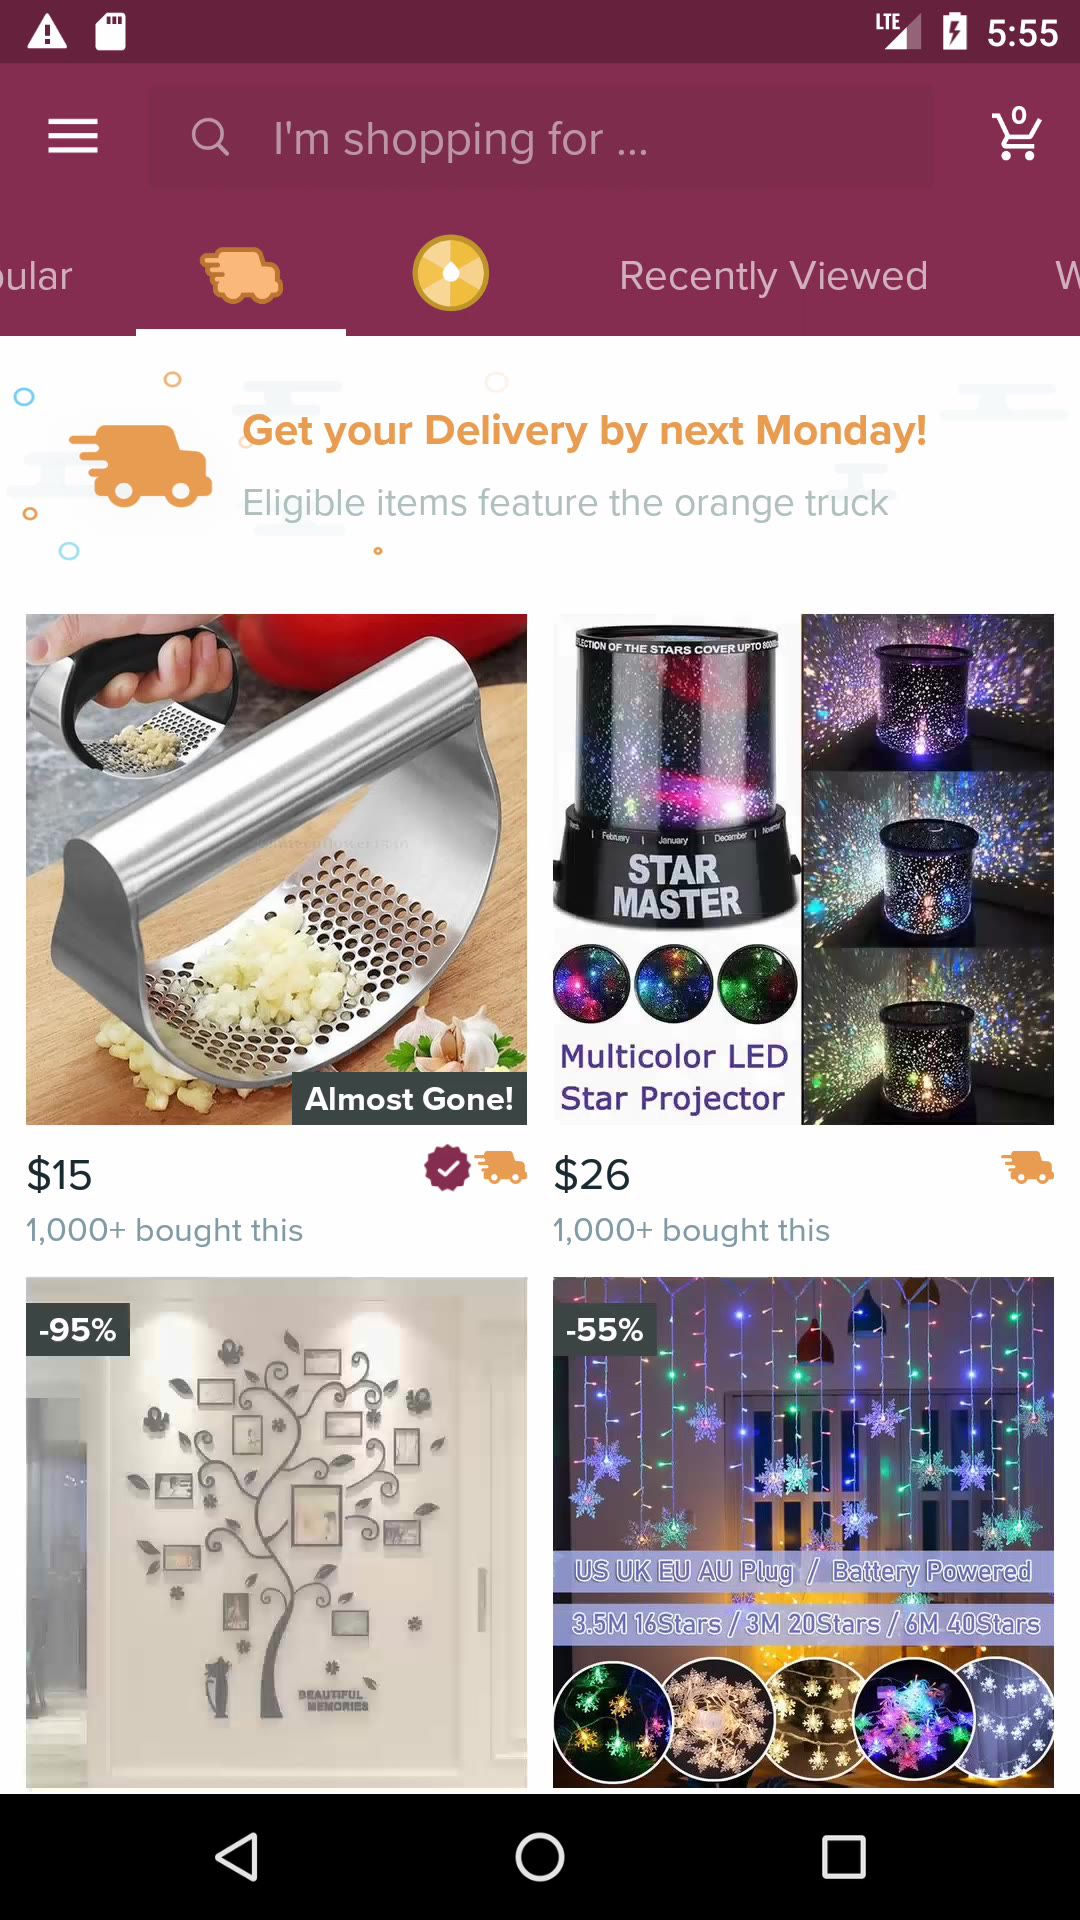 LTE 5:55
I'm shopping for ...
0
pular
Recently Viewed
W
Get your Delivery by next Monday!
Eligible items feature the orange truck
LECTION OF THE STARS COVER UPTO
February January December
STAR
MASTER
Multicolor LED
Star Projector
Almost Gone!
$15
1,000+ bought this
$26
1,000+ bought this
-95%
BEAUTIFUL
MEMORIES
-55%
US UK EU AU Plug / Battery Powered
3.5M 16Stars / 3M 20Stars / 6M 40Stars